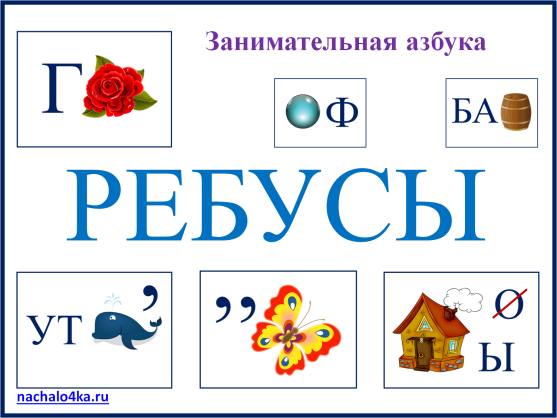 Занимательная азбука
Г
Ф
БА
РЕБУСЫ
УТ ,
,,
О
Ы
nachalo4ka.ru